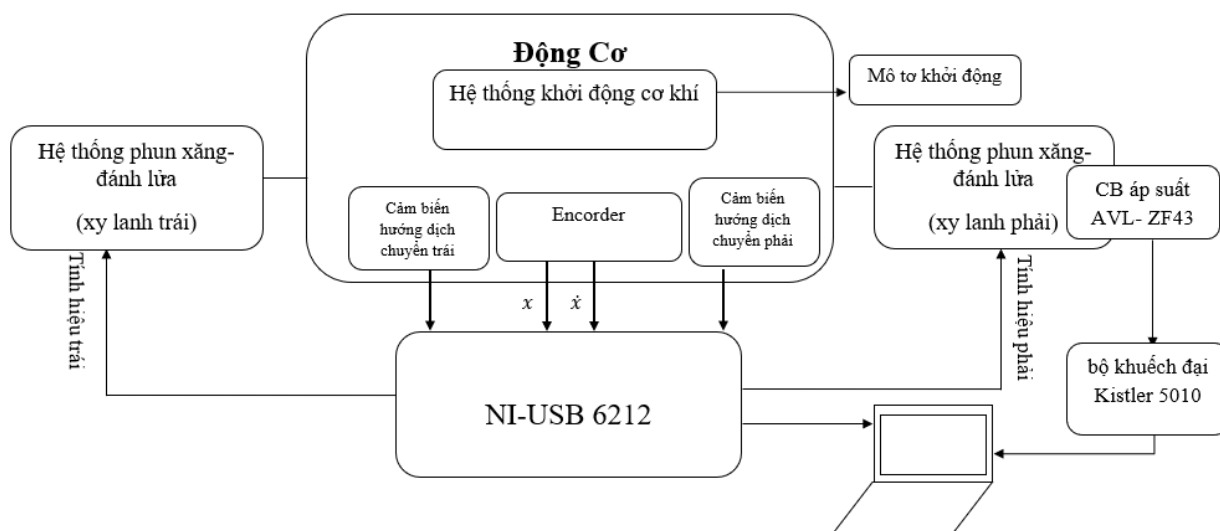 Động Cơ
Hệ thống khởi động cơ khí
Mô tơ khởi động
Hệ thống phun xăng-
đánh lửa
(xy lanh trái)
Hệ thống phun xăng-
đánh lửa
(xy lanh phải)
CB áp suất
AVL- ZF43
Cảm biến
hướng dịch
chuyển trái
Encorder
Cảm biến
hướng dịch
chuyển phải
Tính hiệu trái
x
ẋ
Tính hiệu phải
NI-USB 6212
bộ khuếch đại
Kistler 5010